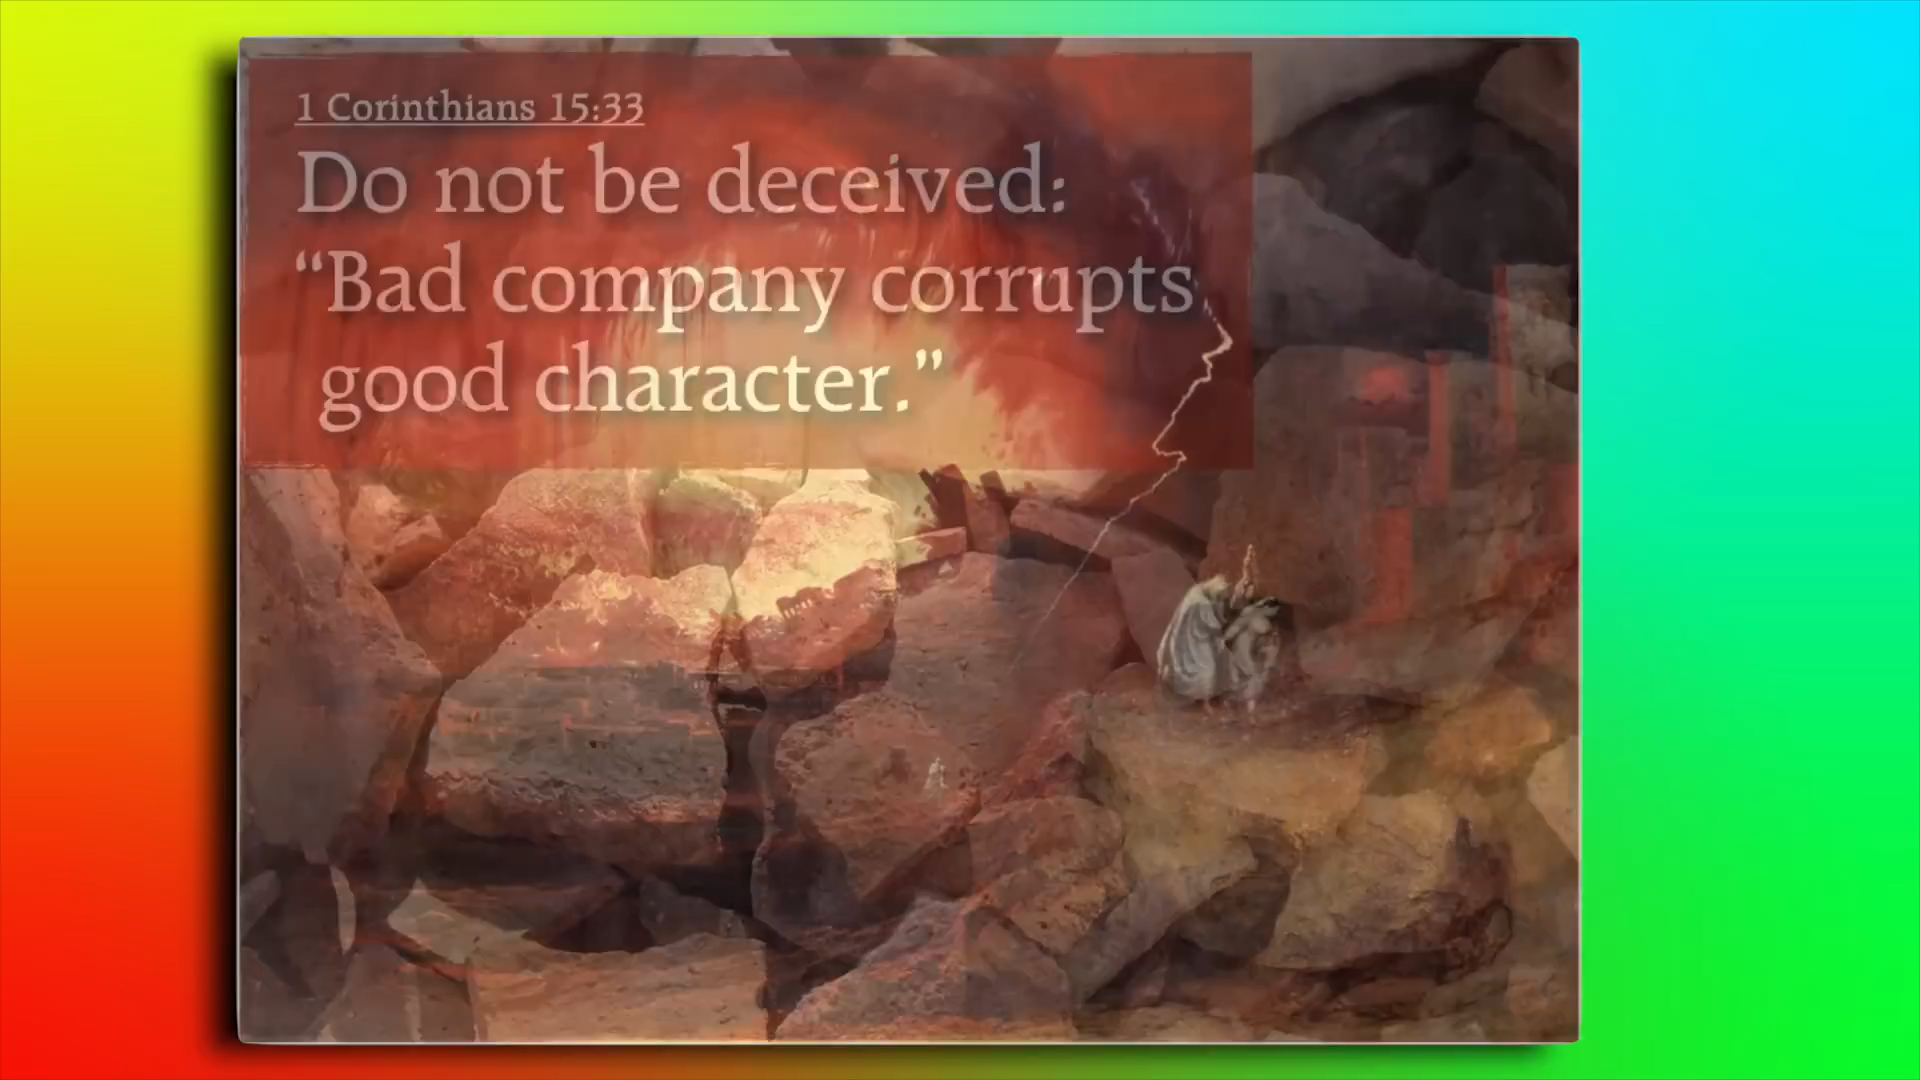 1 Corinthians 15:33
Do not be deceived:
“Bad company corrupts
good character.”